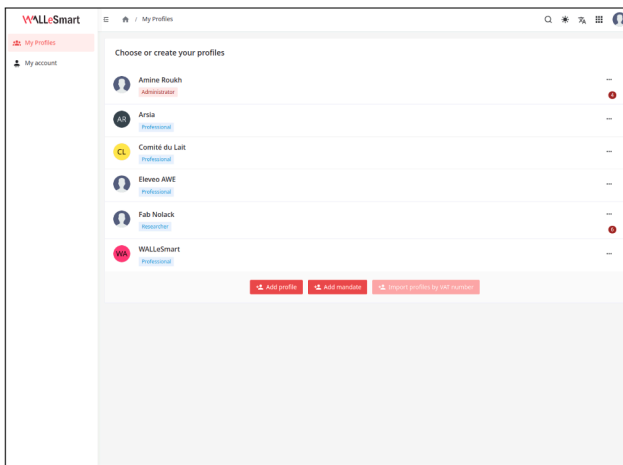 WALLeSmart
/ My Profiles
My Profiles
My account
Choose or create your profiles
Amine Roukh
Administrator
4
AR
Arsia
Professional
CL
Comité du Lait
Professional
Eleveo AWE
Professional
Fab Nolack
Researcher
WA
WALLeSmart
Professional
Add profile
Add mandate
Import profiles by VAT number